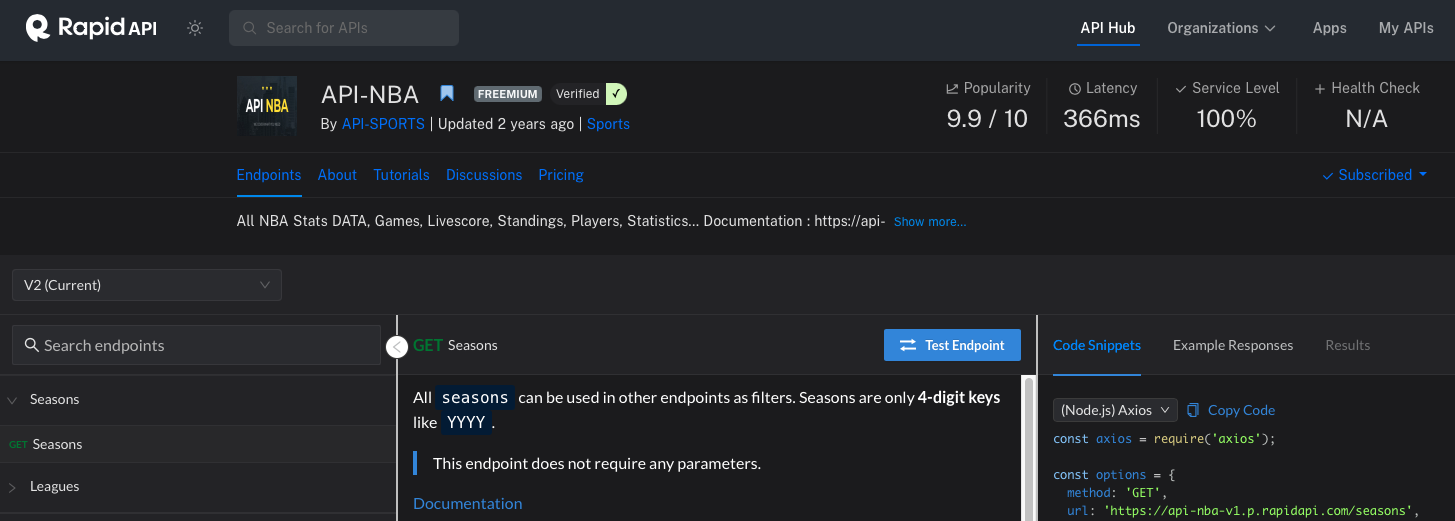 Rapid API
Search for APIs
API Hub
Organizations
Apps
My APIs
API NBA
API-NBA
FREEMIUM
Verified ✓
By API-SPORTS | Updated 2 years ago | Sports
Popularity
9.9 / 10
Latency
366ms
Service Level
100%
Health Check
N/A
Endpoints
About
Tutorials
Discussions
Pricing
Subscribed
All NBA Stats DATA, Games, Livescore, Standings, Players, Statistics... Documentation : https://api- Show more...
V2 (Current)
Search endpoints
Seasons
GET Seasons
Leagues
GET Seasons
Test Endpoint
All seasons can be used in other endpoints as filters. Seasons are only 4-digit keys
like YYYY .
This endpoint does not require any parameters.
Documentation
Code Snippets
Example Responses
Results
(Node.js) Axios
Copy Code
const axios = require('axios');
const options = {
method: 'GET',
url: 'https://api-nba-v1.p.rapidapi.com/seasons',